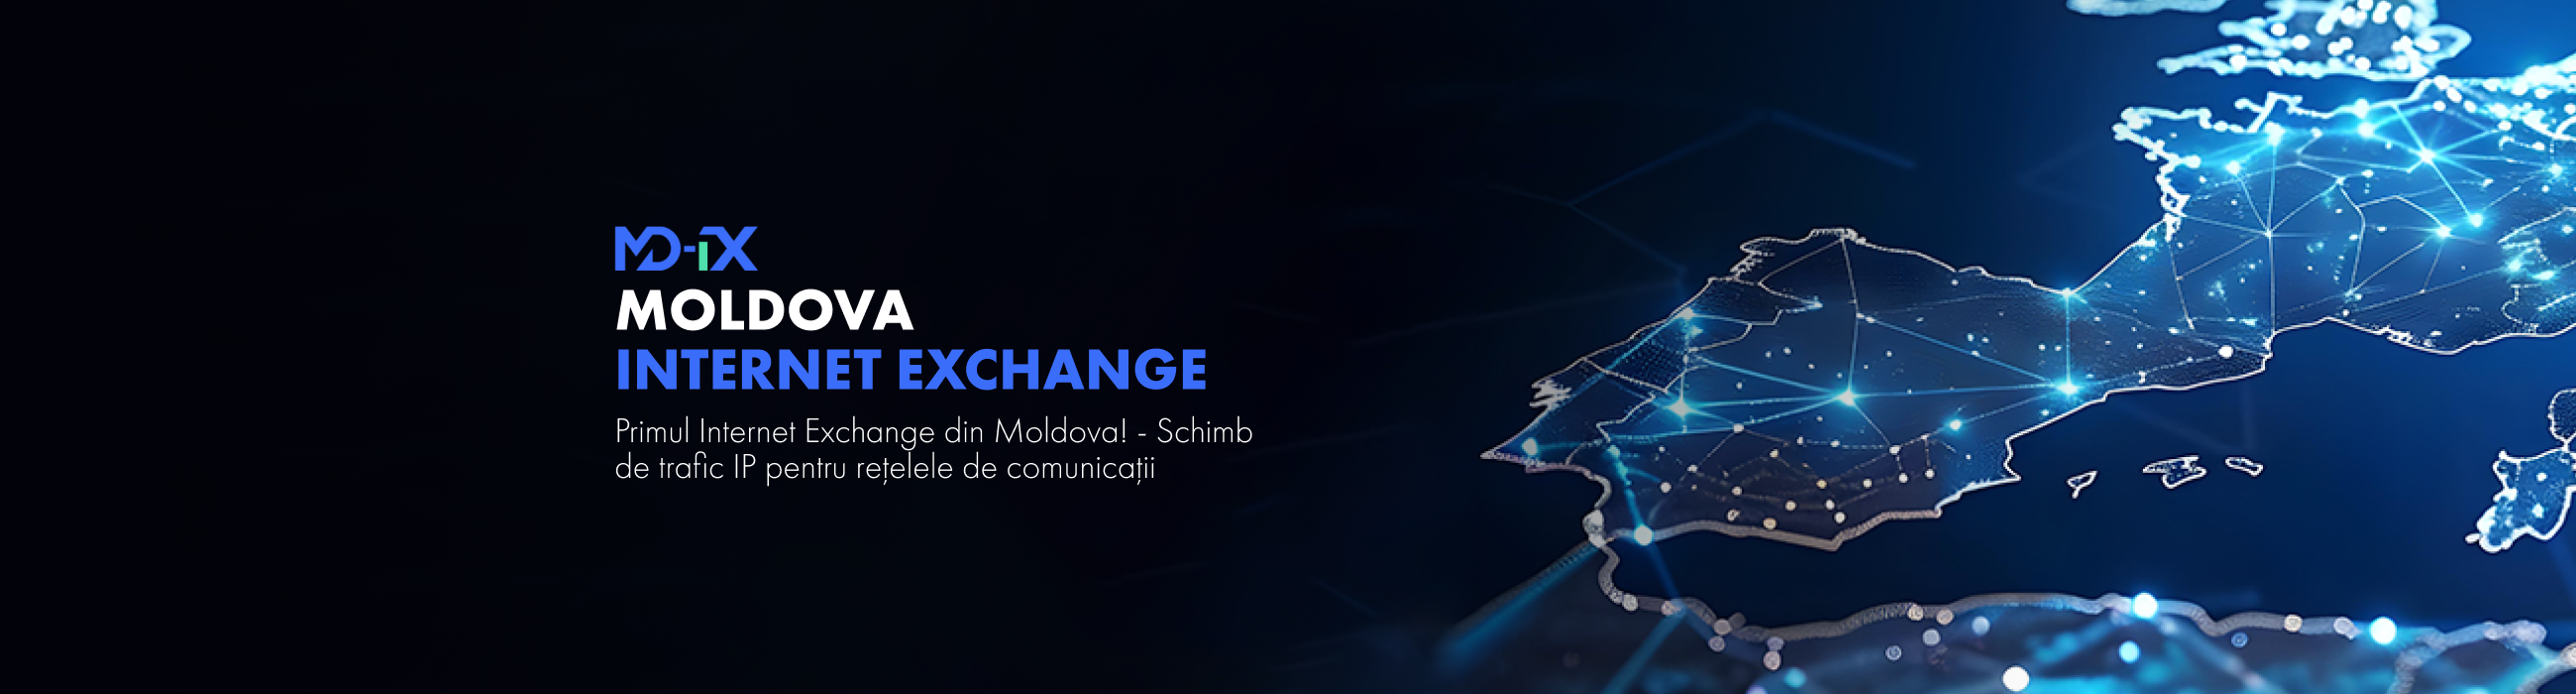 MD-iX
MOLDOVA
INTERNET EXCHANGE
Primul Internet Exchange din Moldova! - Schimb
de trafic IP pentru rețelele de comunicații